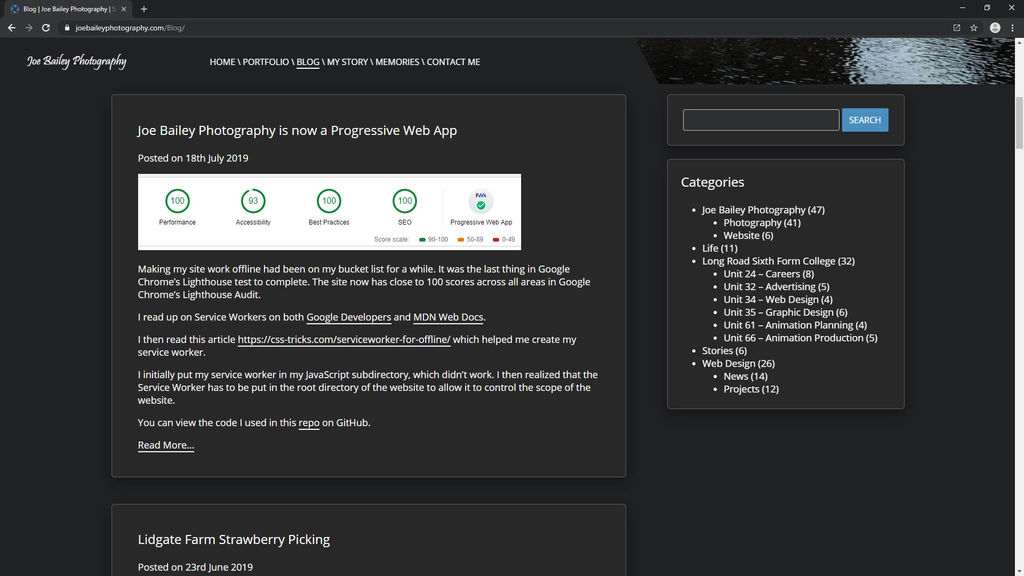 Blog | Joe Bailey Photography | S
joebaileyphotography.com/Blog/
Joe Bailey Photography
HOME \ PORTFOLIO \ BLOG \ MY STORY \ MEMORIES \ CONTACT ME
Joe Bailey Photography is now a Progressive Web App
Posted on 18th July 2019
100 93 100 100 PWA
Performance Accessibility Best Practices SEO Progressive Web App
Score scale: 90-100 50-89 0-49
Making my site work offline had been on my bucket list for a while. It was the last thing in Google
Chrome’s Lighthouse test to complete. The site now has close to 100 scores across all areas in Google
Chrome’s Lighthouse Audit.
I read up on Service Workers on both Google Developers and MDN Web Docs.
I then read this article https://css-tricks.com/serviceworker-for-offline/ which helped me create my
service worker.
I initially put my service worker in my JavaScript subdirectory, which didn’t work. I then realized that the
Service Worker has to be put in the root directory of the website to allow it to control the scope of the
website.
You can view the code I used in this repo on GitHub.
Read More...
Lidgate Farm Strawberry Picking
Posted on 23rd June 2019
SEARCH
Categories
Joe Bailey Photography (47)
Photography (41)
Website (6)
Life (11)
Long Road Sixth Form College (32)
Unit 24 – Careers (8)
Unit 32 – Advertising (5)
Unit 34 – Web Design (4)
Unit 35 – Graphic Design (6)
Unit 61 – Animation Planning (4)
Unit 66 – Animation Production (5)
Stories (6)
Web Design (26)
News (14)
Projects (12)